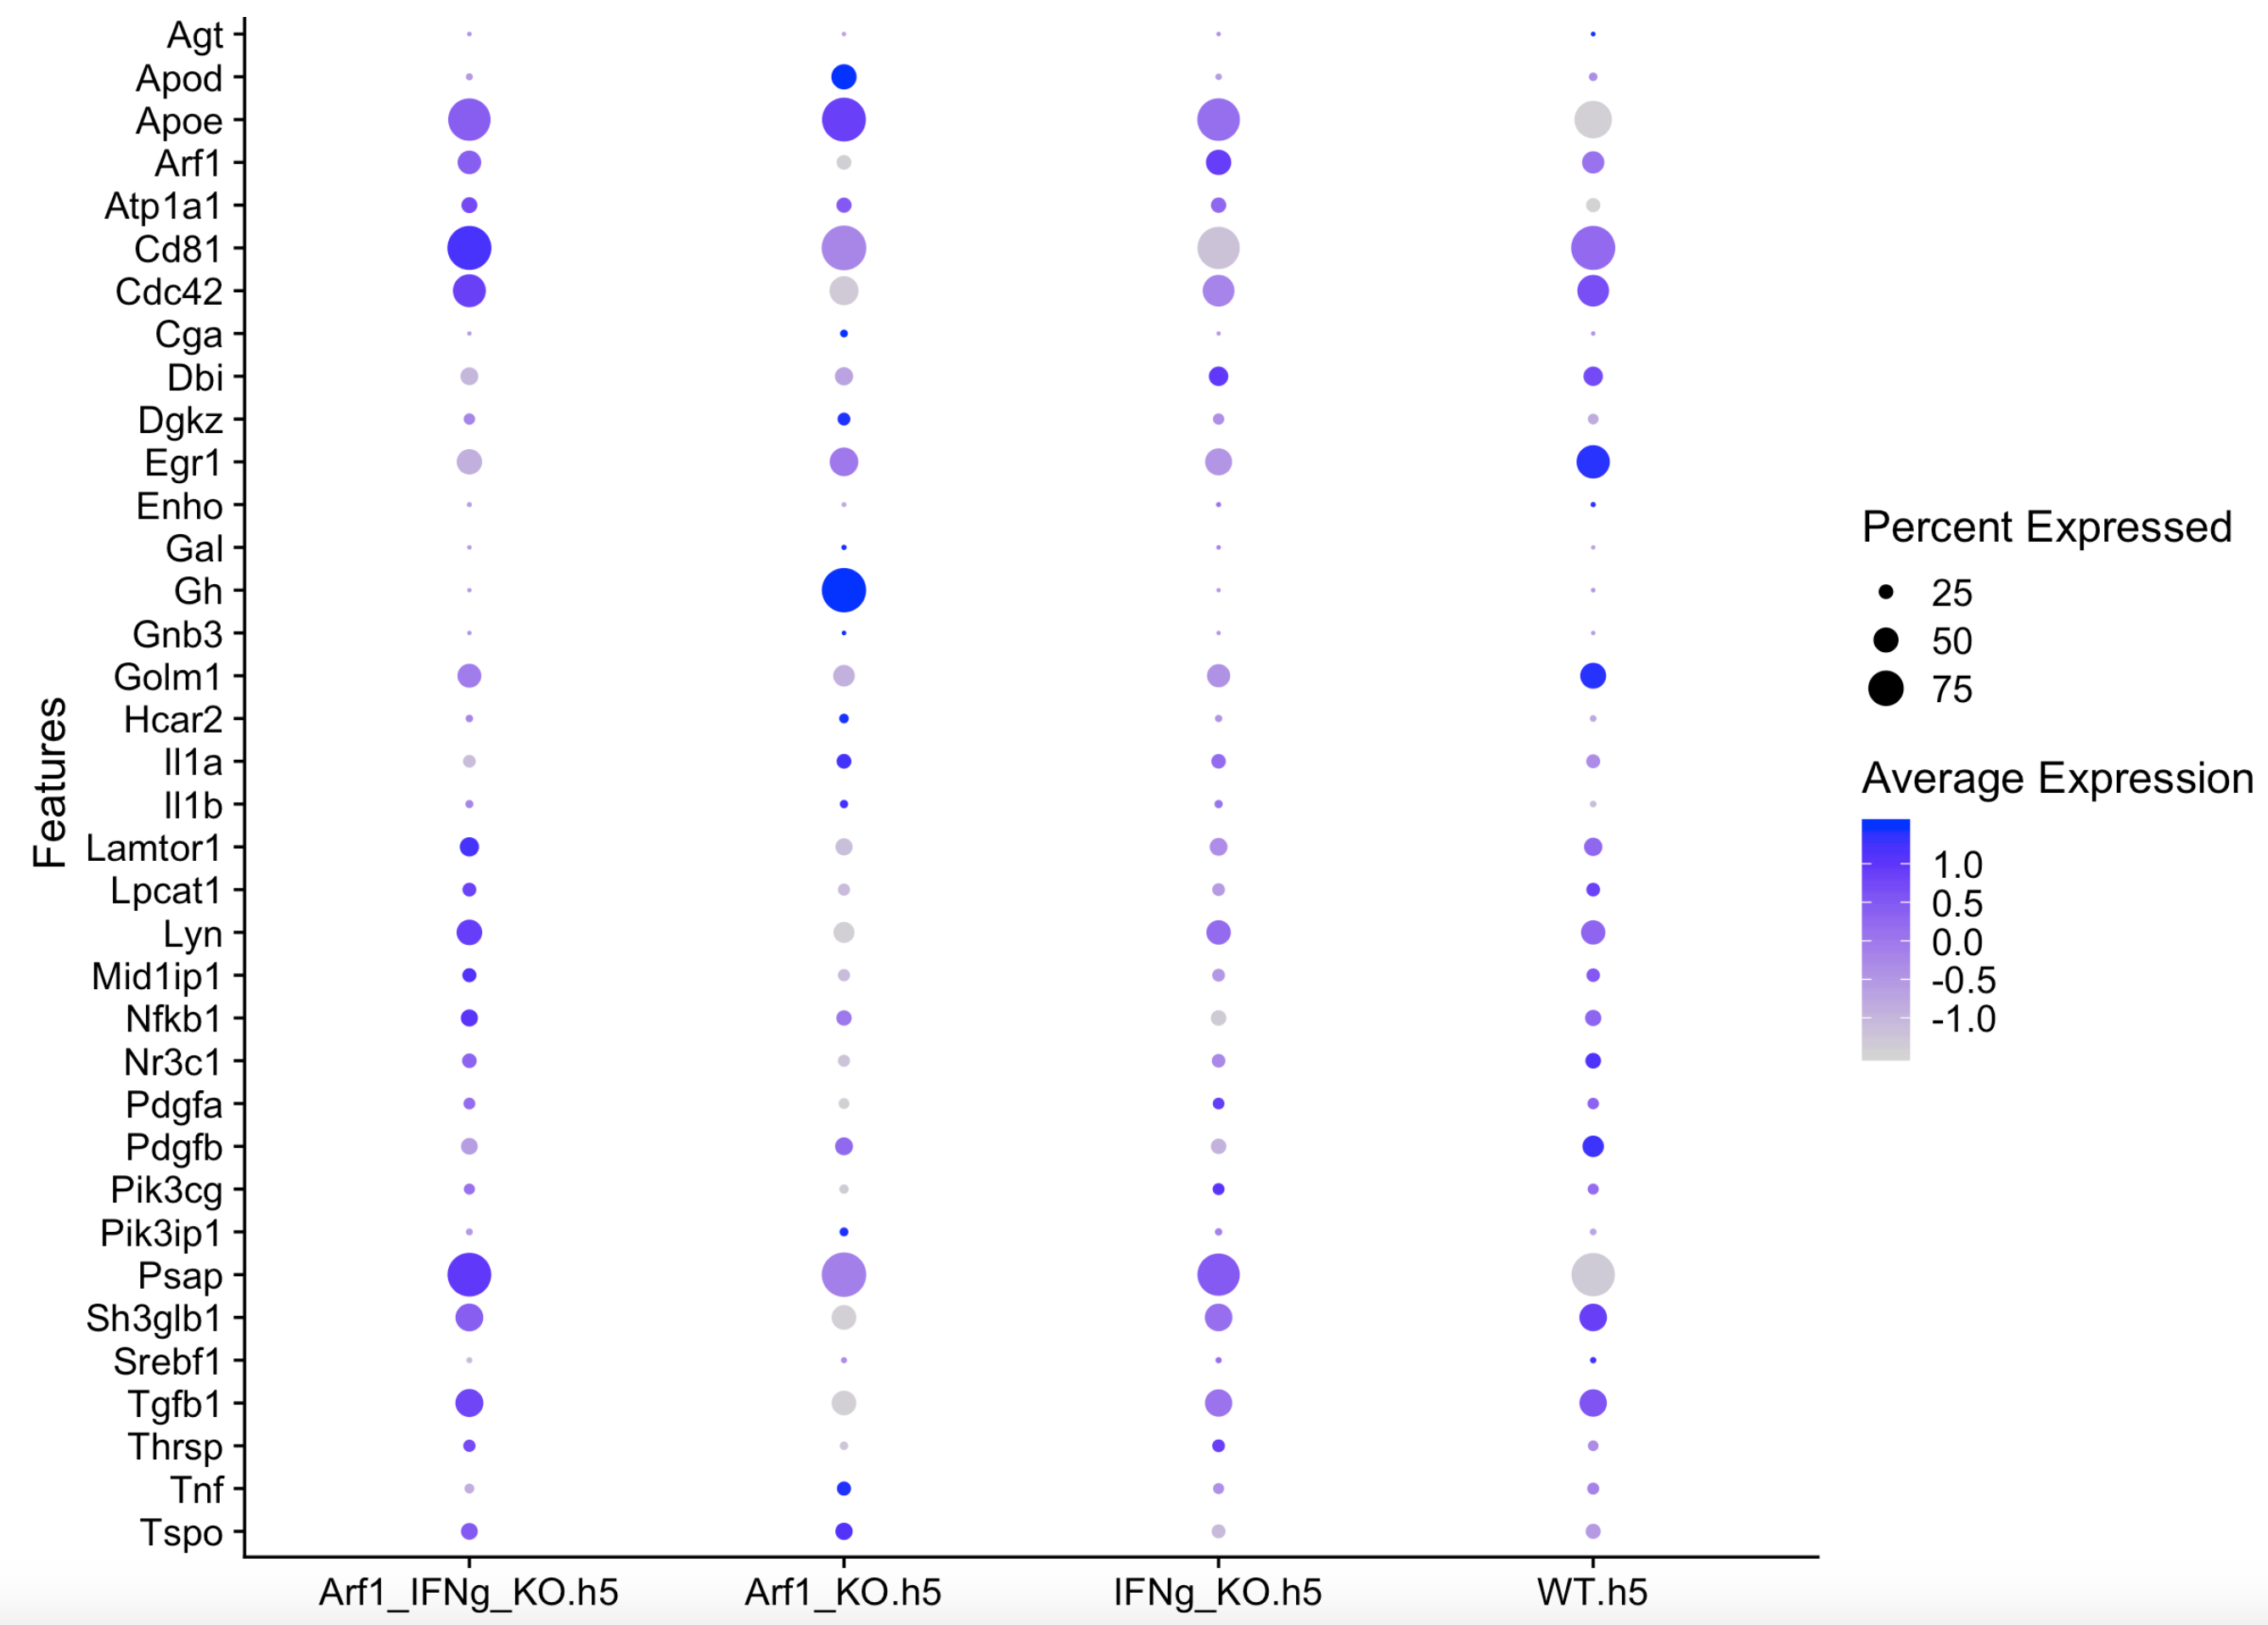 Features
Agt
Apod
Apoe
Arf1
Atp1a1
Cd81
Cdc42
Cga
Dbi
Dgkz
Egr1
Enho
Gal
Gh
Gnb3
Golm1
Hcar2
Il1a
Il1b
Lamtor1
Lpcat1
Lyn
Mid1ip1
Nfkb1
Nr3c1
Pdgfa
Pdgfb
Pik3cg
Pik3ip1
Psap
Sh3glb1
Srebf1
Tgfb1
Thrsp
Tnf
Tspo
Arf1_IFNg_KO.h5 Arf1_KO.h5 IFNg_KO.h5 WT.h5
Percent Expressed
25
50
75
Average Expression
1.0
0.5
0.0
-0.5
-1.0